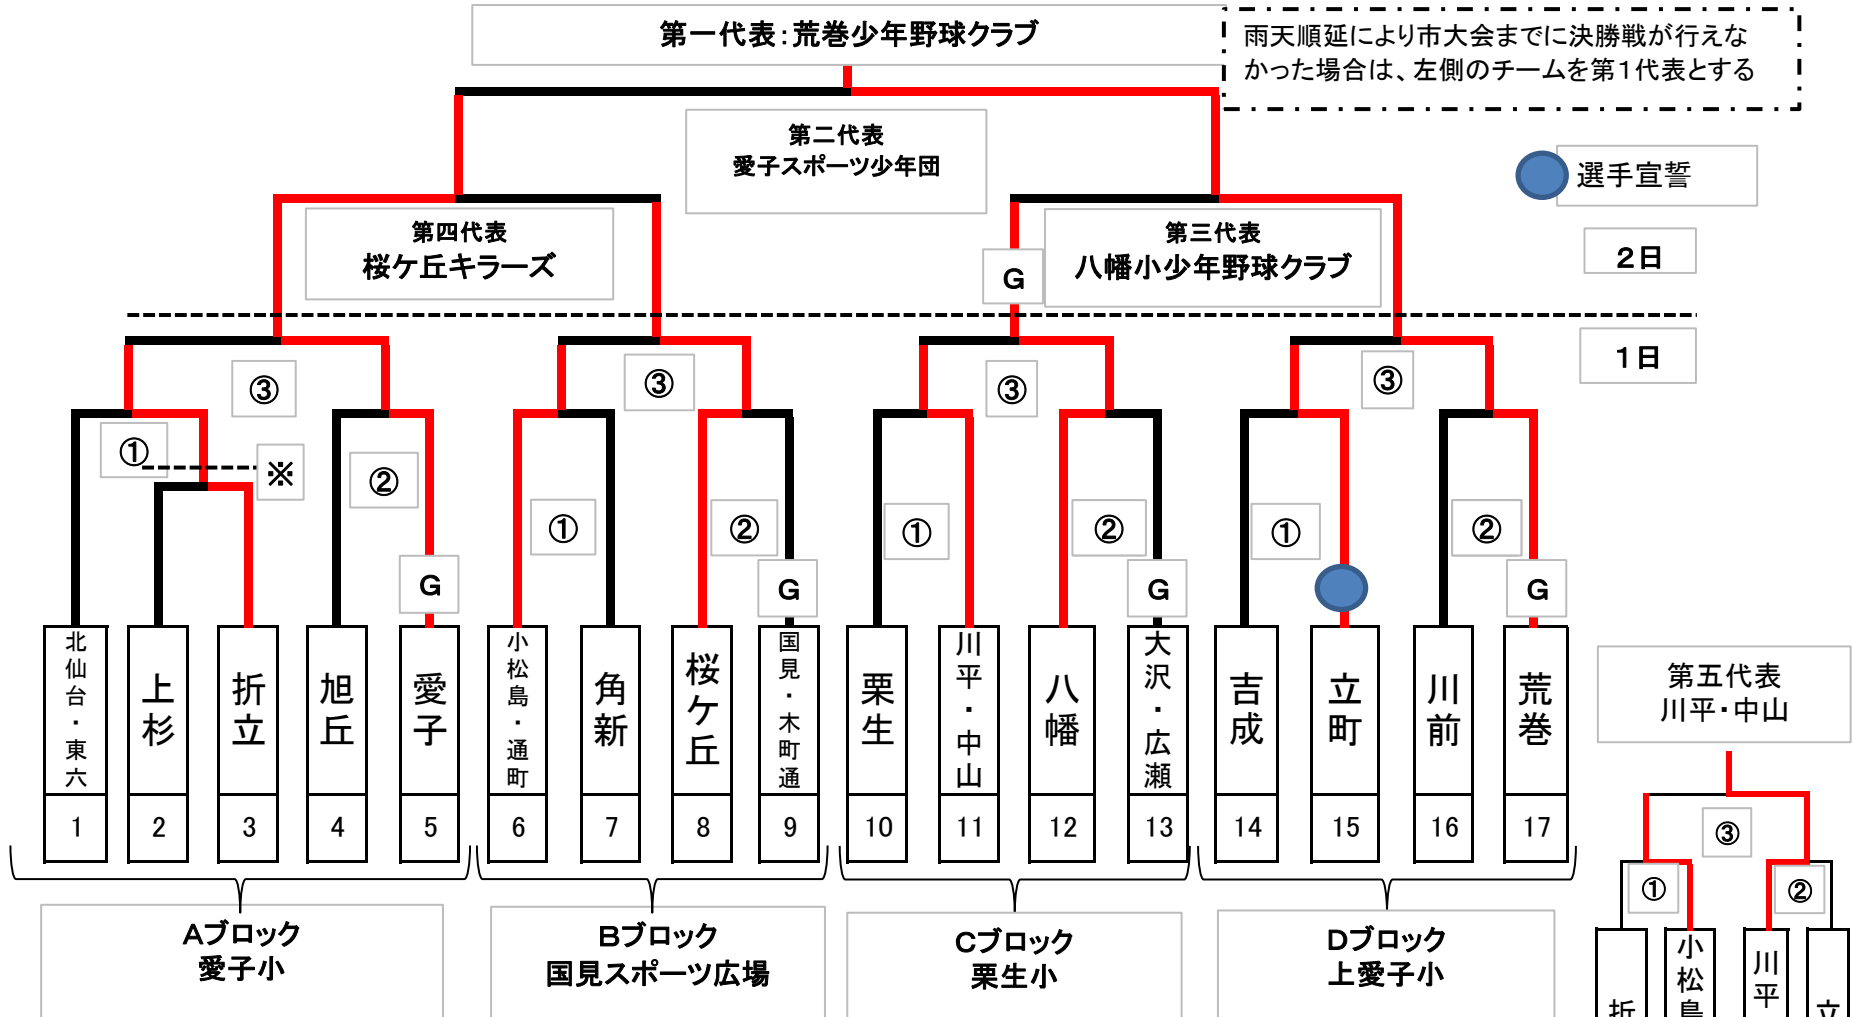 第一代表:荒巻少年野球クラブ
雨天順延により市大会までに決勝戦が行えな
かった場合は、左側のチームを第1代表とする
第二代表
愛子スポーツ少年団
選手宣誓
第四代表
桜ケ丘キラーズ
第三代表
八幡小少年野球クラブ
2日
G
1日
③
③
③
③
①
※
②
①
②
①
②
①
②
G
G
G
G
北仙台・東六
上杉
折立
旭丘
愛子
小松島・通町
角新
桜ケ丘
国見・木町通
栗生
川平・中山
八幡
大沢・広瀬
吉成
立町
川前
荒巻
1
2
3
4
5
6
7
8
9
10
11
12
13
14
15
16
17
第五代表
川平・中山
③
①
②
Aブロック
愛子小
Bブロック
国見スポーツ広場
Cブロック
栗生小
Dブロック
上愛子小
折
小松島
川平
立